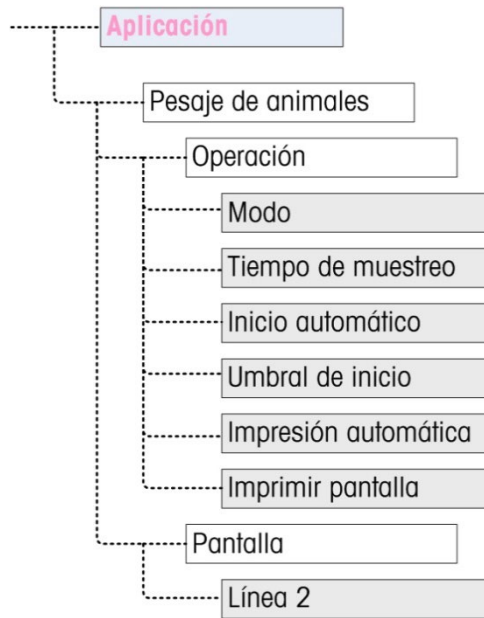 Aplicación
Pesaje de animales
Operación
Modo
Tiempo de muestreo
Inicio automático
Umbral de inicio
Impresión automática
Imprimir pantalla
Pantalla
Línea 2